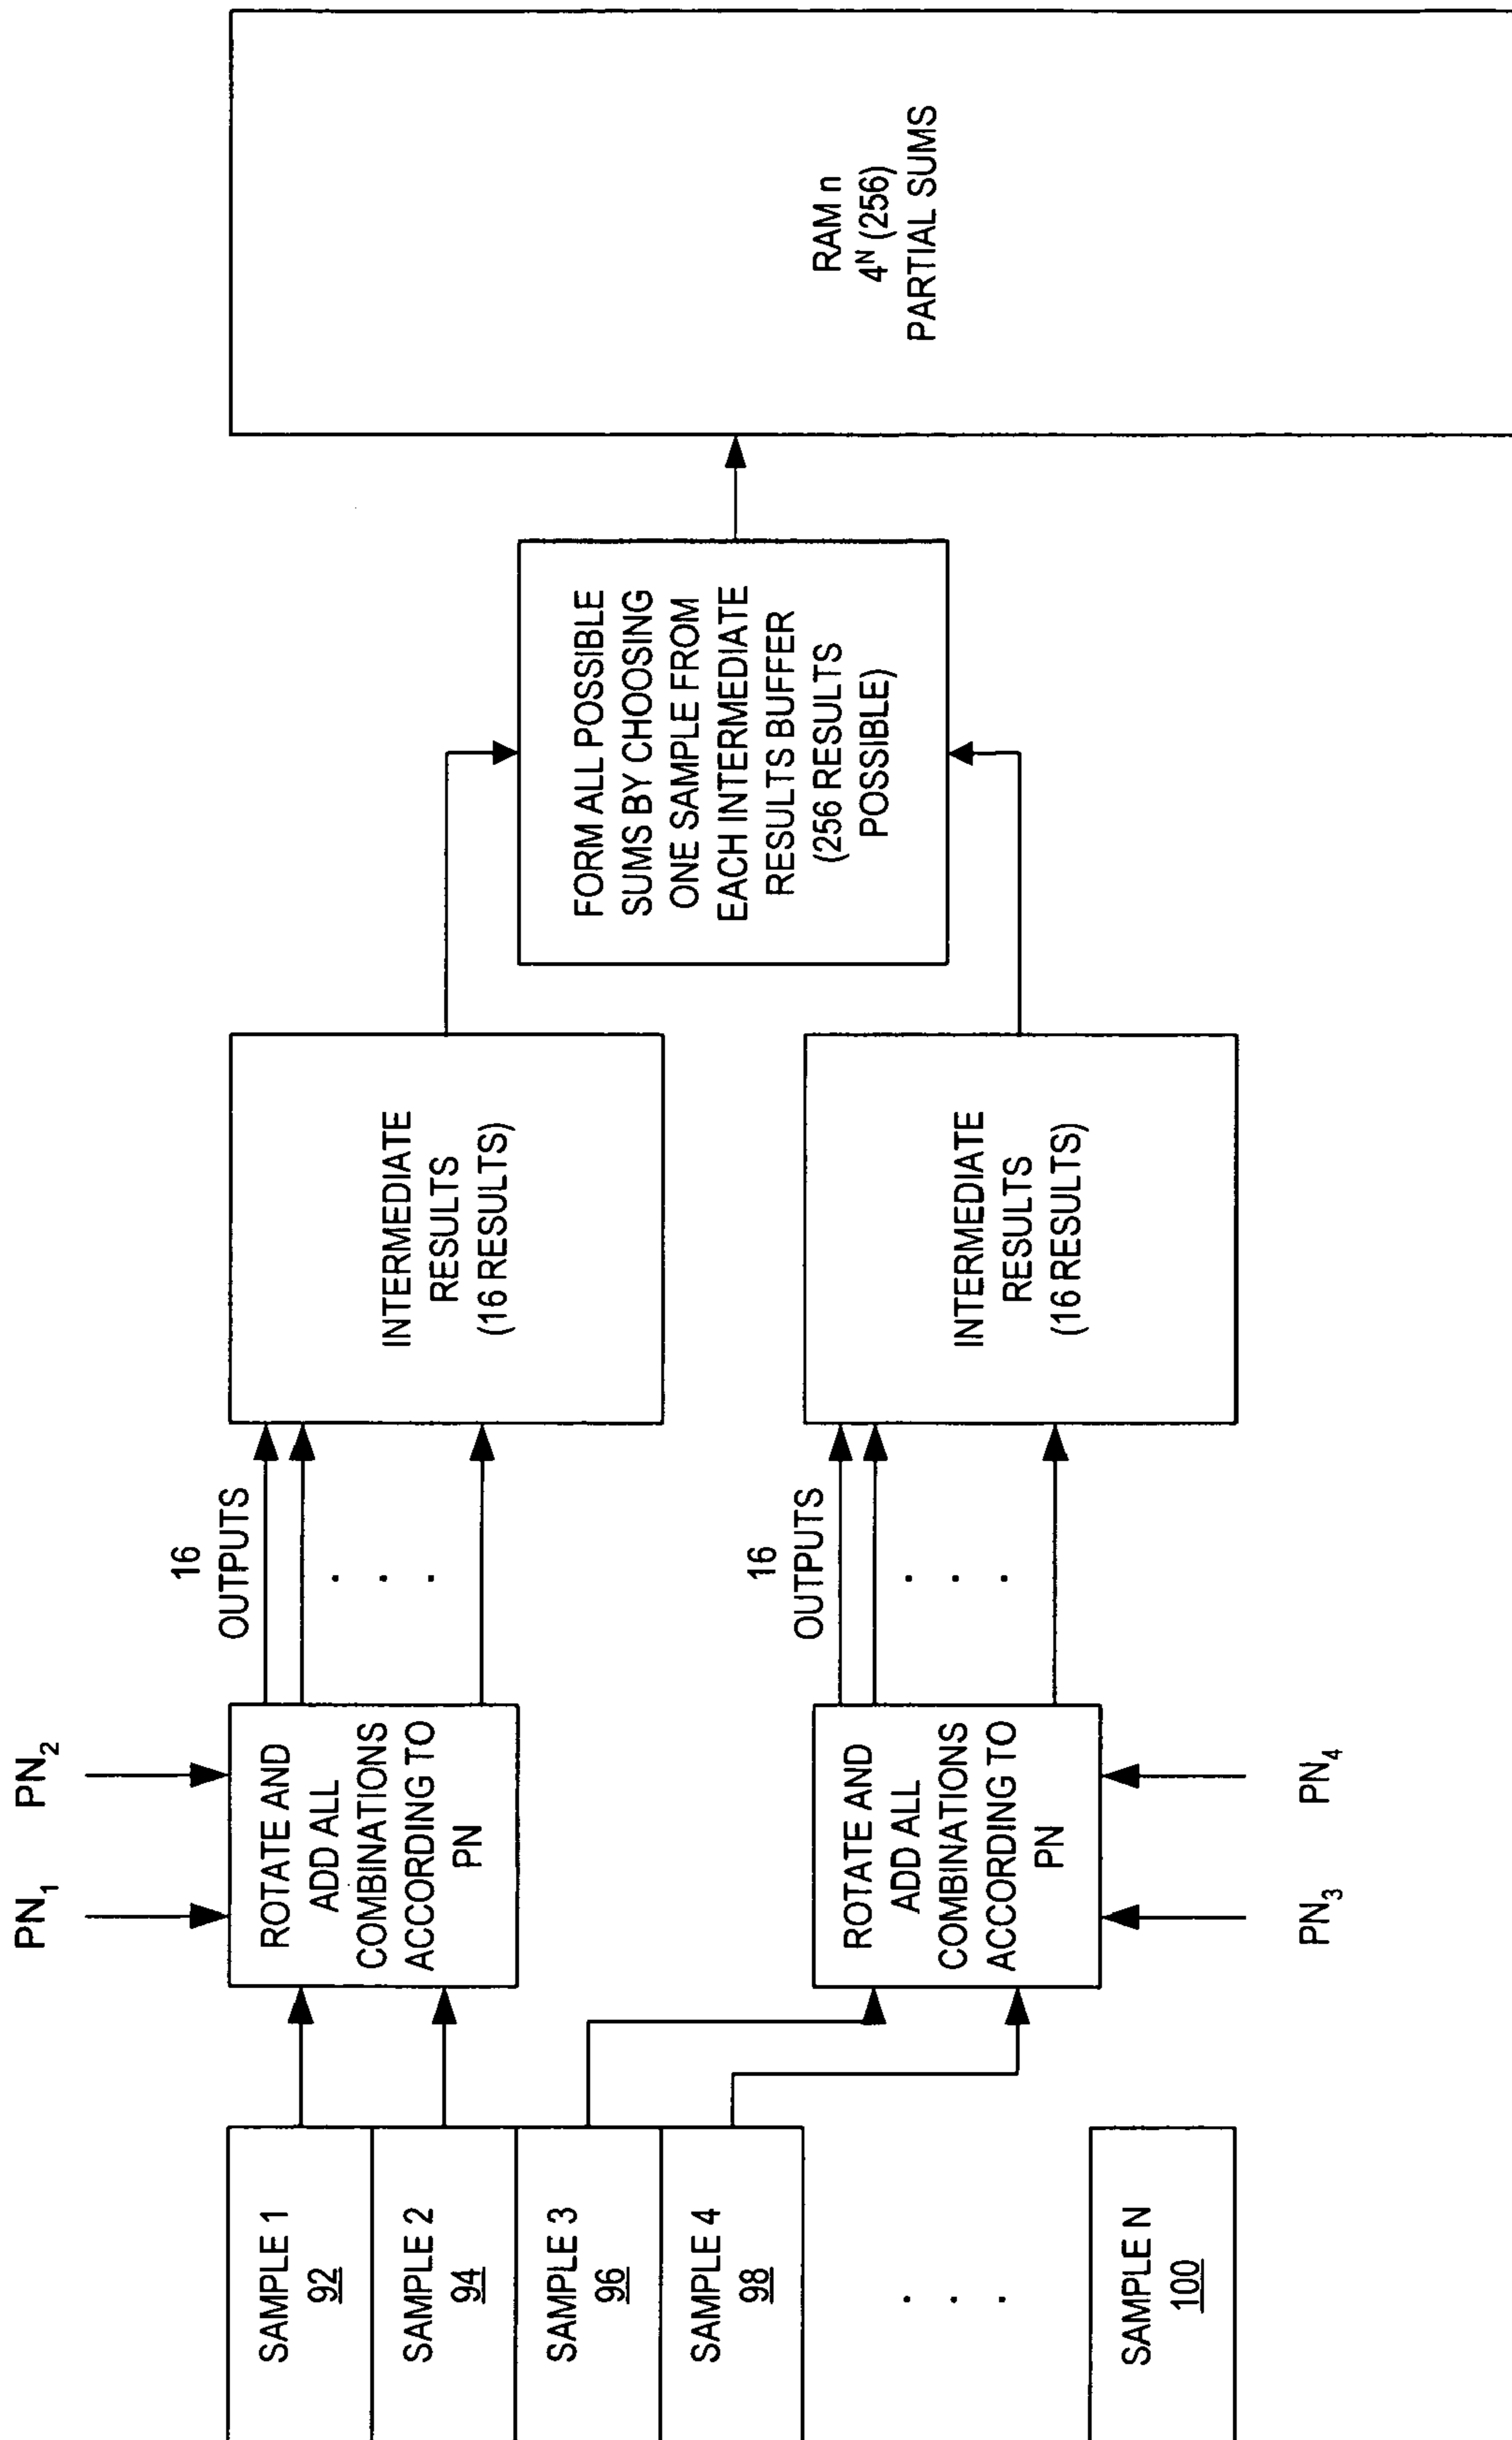 PN1
PN2
SAMPLE 1
92
SAMPLE 2
94
SAMPLE 3
96
SAMPLE 4
98
. . .
SAMPLE N
100
ROTATE AND
ADD ALL
COMBINATIONS
ACCORDING TO
PN
16
OUTPUTS
. . .
INTERMEDIATE
RESULTS
(16 RESULTS)
ROTATE AND
ADD ALL
COMBINATIONS
ACCORDING TO
PN
PN3
PN4
16
OUTPUTS
. . .
INTERMEDIATE
RESULTS
(16 RESULTS)
FORM ALL POSSIBLE
SUMS BY CHOOSING
ONE SAMPLE FROM
EACH INTERMEDIATE
RESULTS BUFFER
(256 RESULTS
POSSIBLE)
RAM n
4^N (256)
PARTIAL SUMS